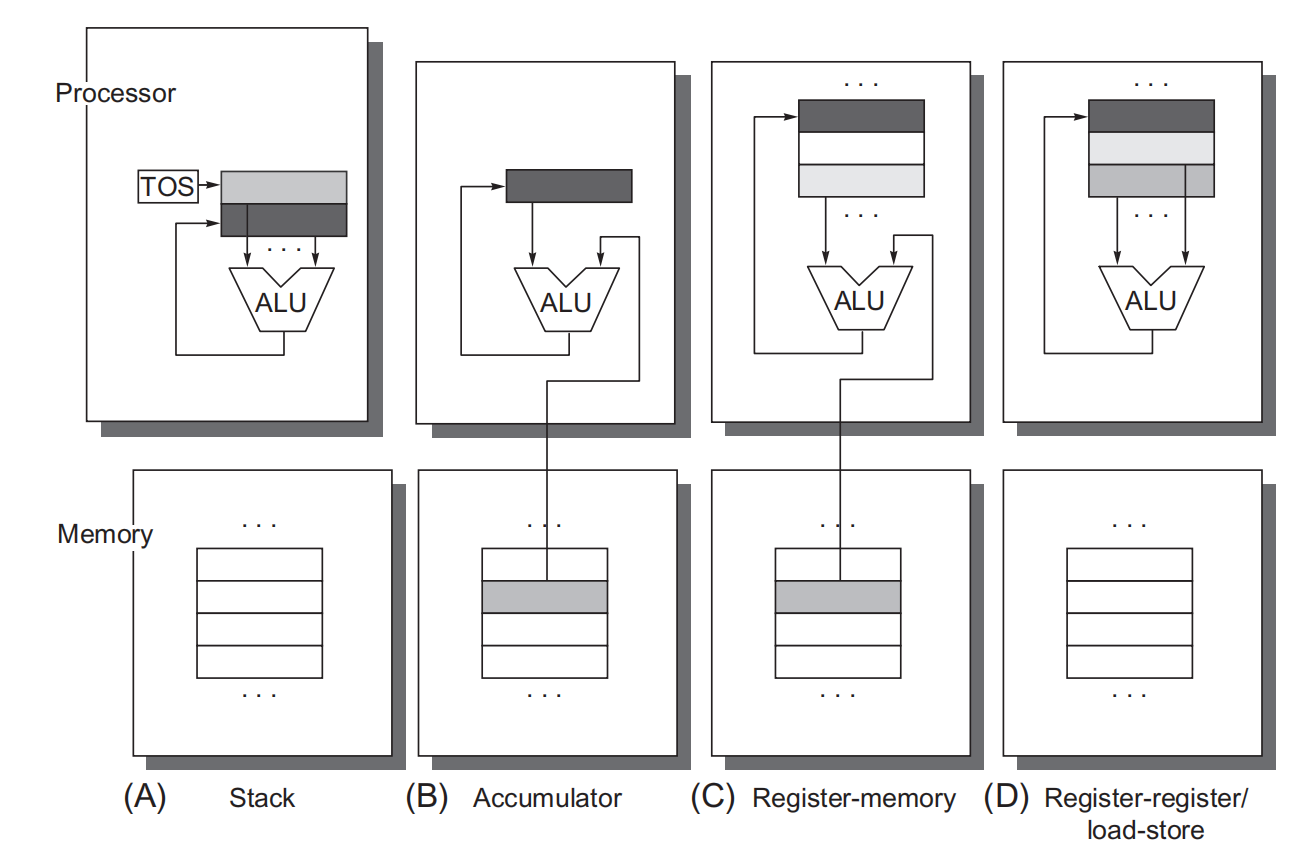 Processor
TOS
ALU
ALU
ALU
ALU
Memory
(A) Stack
(B) Accumulator
(C) Register-memory
(D) Register-register/
load-store